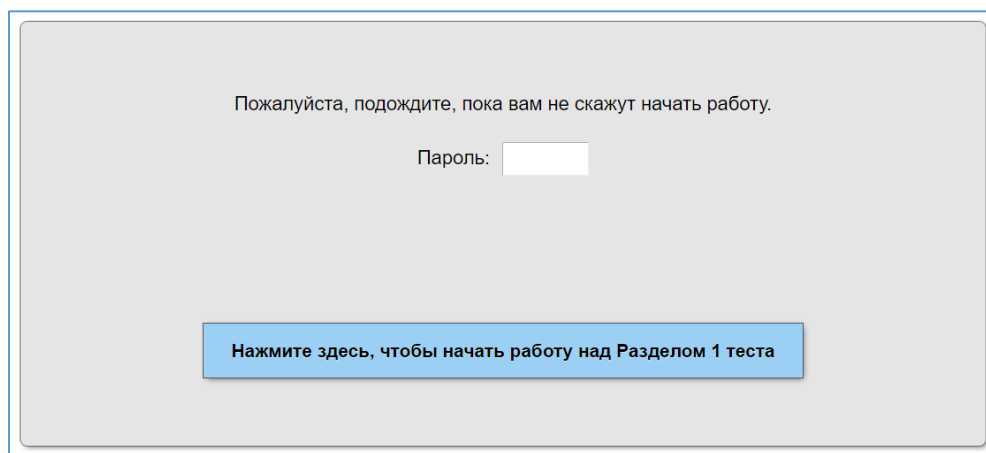 Пожалуйста, подождите, пока вам не скажут начать работу.
Пароль:
Нажмите здесь, чтобы начать работу над Разделом 1 теста